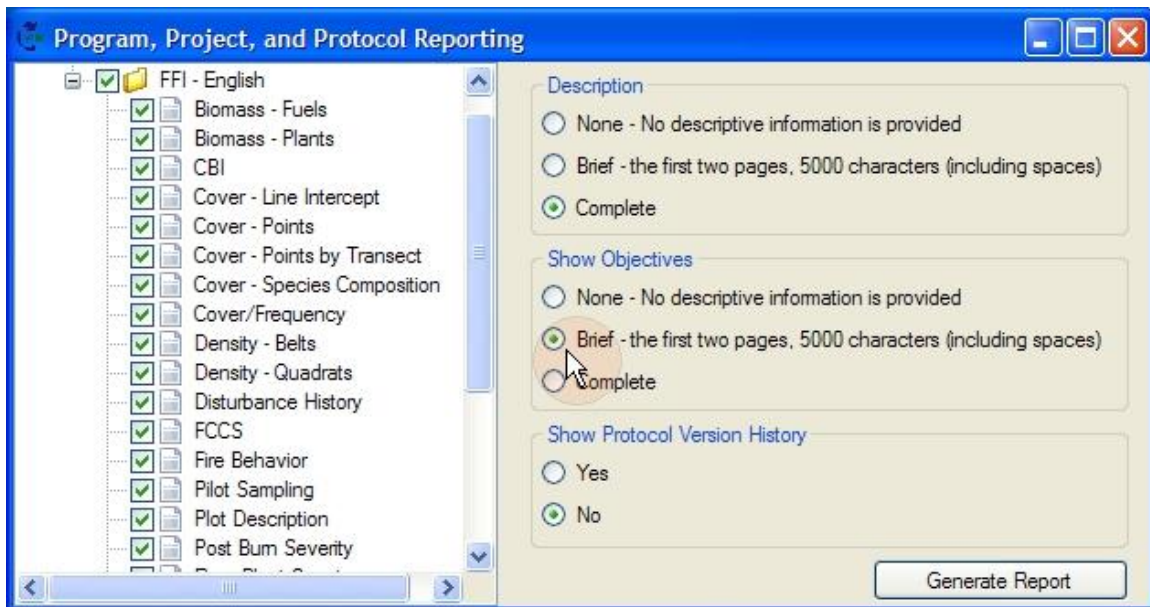 Program, Project, and Protocol Reporting
FFI - English
Biomass - Fuels
Biomass - Plants
CBI
Cover - Line Intercept
Cover - Points
Cover - Points by Transect
Cover - Species Composition
Cover/Frequency
Density - Belts
Density - Quadrats
Disturbance History
FCCS
Fire Behavior
Pilot Sampling
Plot Description
Post Burn Severity
Description
None - No descriptive information is provided
Brief - the first two pages, 5000 characters (including spaces)
Complete
Show Objectives
None - No descriptive information is provided
Brief - the first two pages, 5000 characters (including spaces)
Complete
Show Protocol Version History
Yes
No
Generate Report